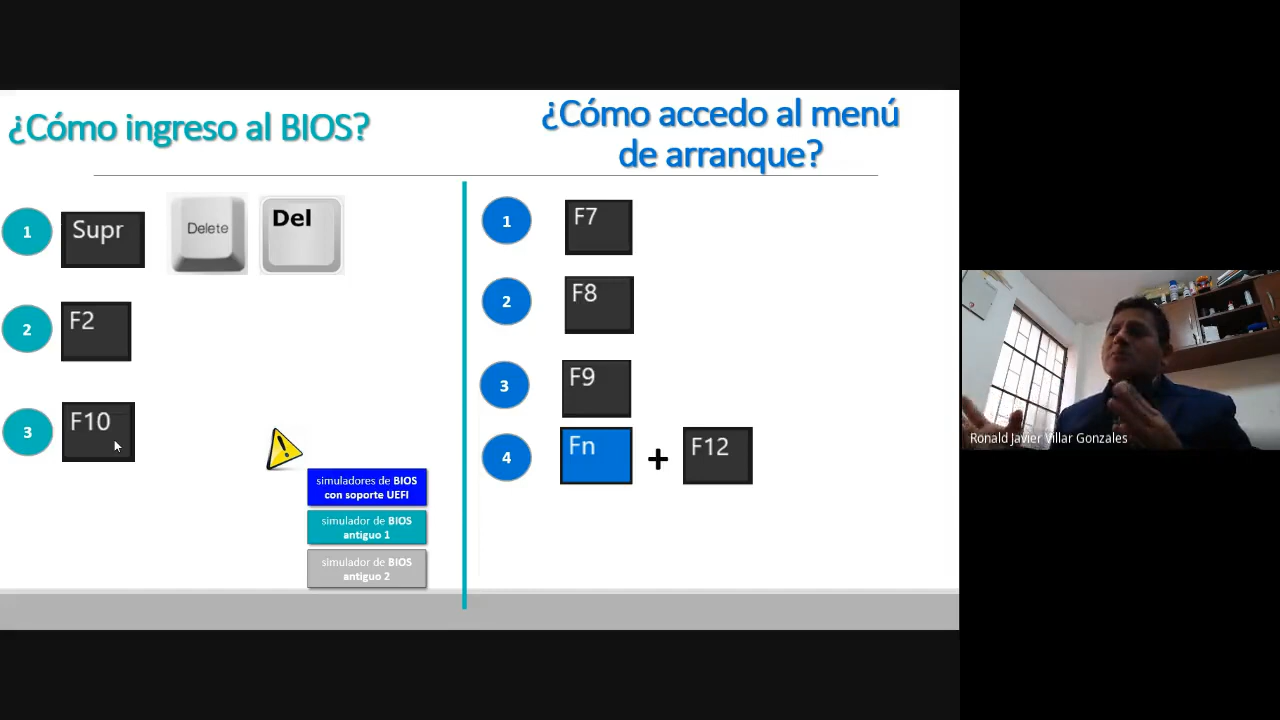 ¿Cómo ingreso al BIOS?
1
Supr
Delete
Del
2
F2
3
F10
simuladores de BIOS
con soporte UEFI
simulador de BIOS
antiguo 1
simulador de BIOS
antiguo 2
¿Cómo accedo al menú
de arranque?
1
F7
2
F8
3
F9
4
Fn + F12
Ronald Javier Villar Gonzales